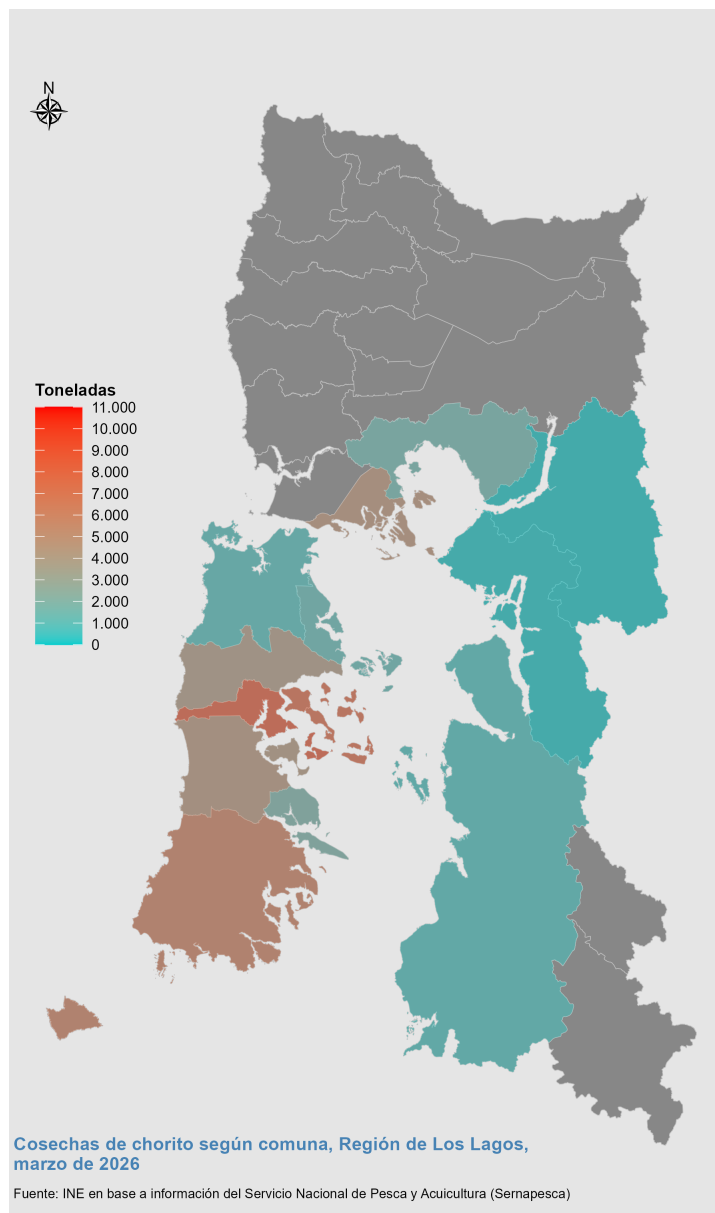 N
Toneladas
11.000
10.000
9.000
8.000
7.000
6.000
5.000
4.000
3.000
2.000
1.000
0
Cosechas de chorito según comuna, Región de Los Lagos,
marzo de 2026
Fuente: INE en base a información del Servicio Nacional de Pesca y Acuicultura (Sernapesca)